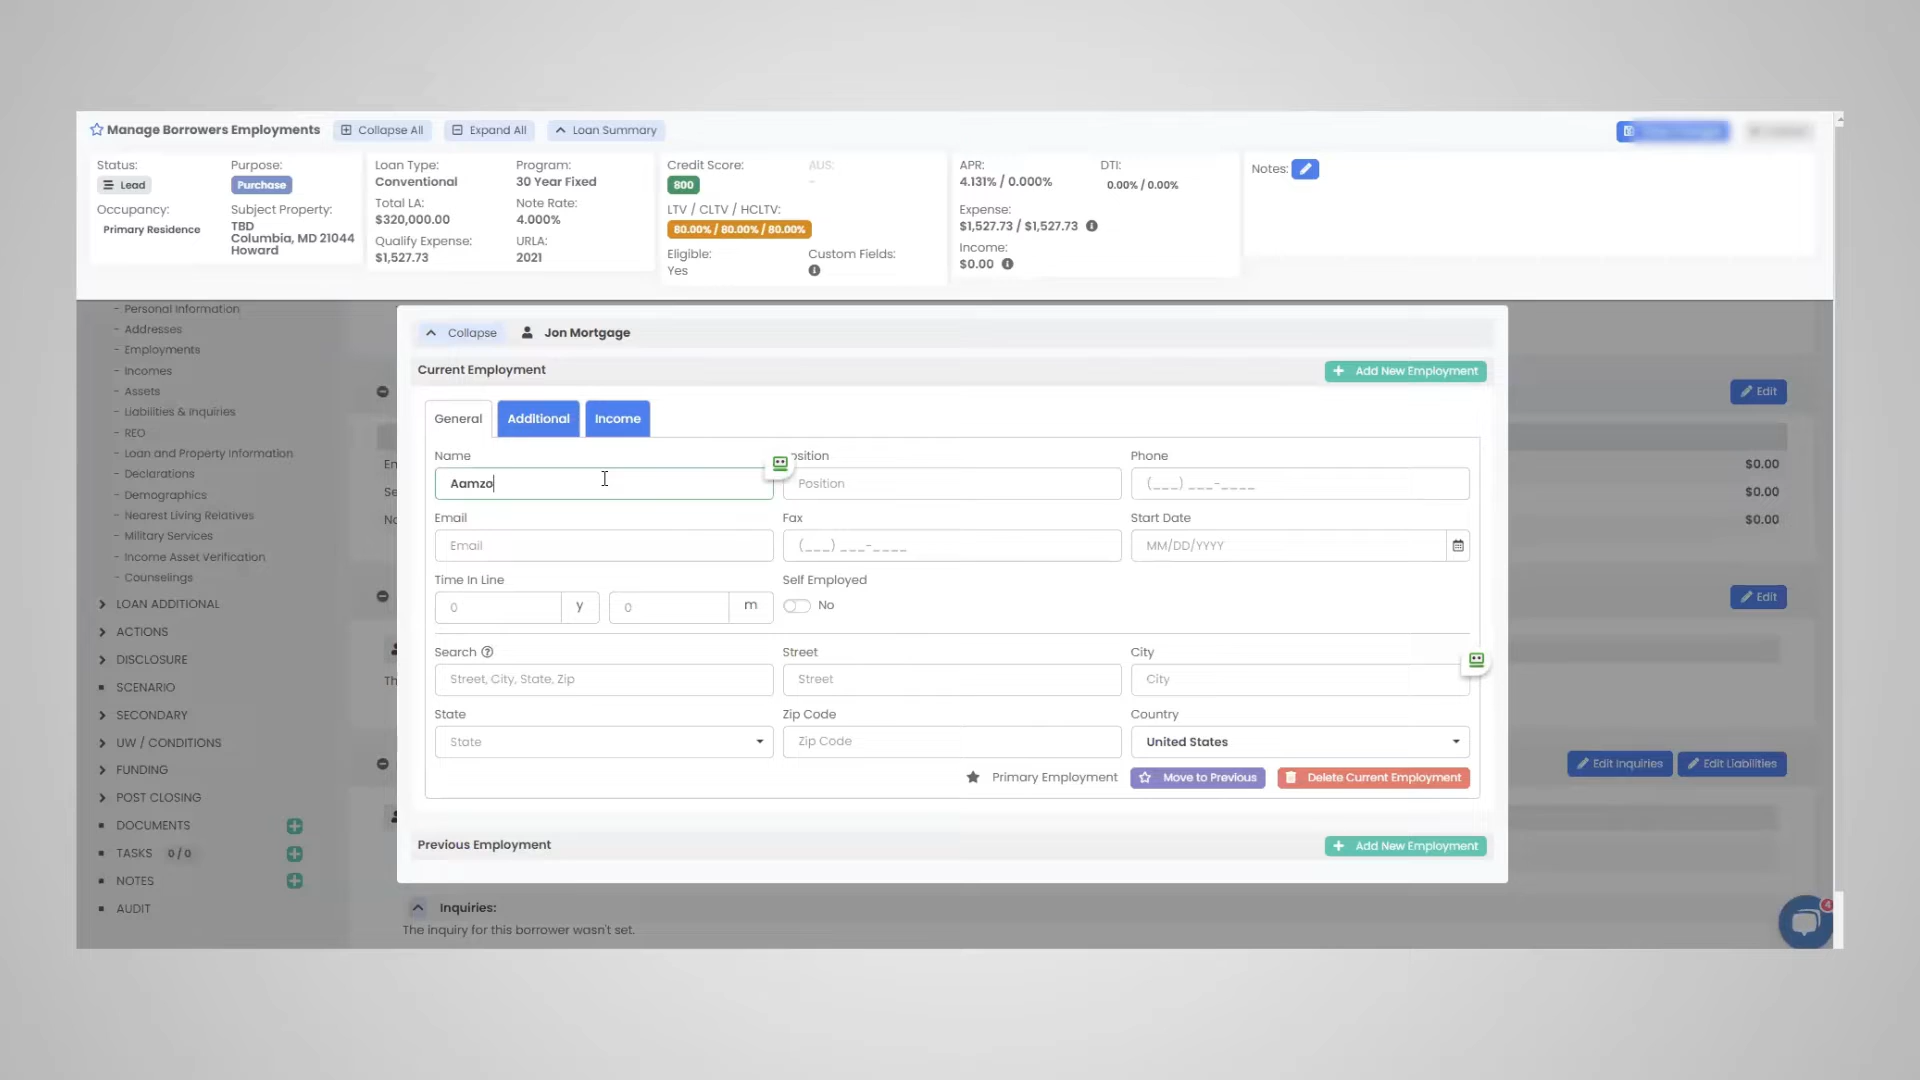 Manage Borrowers Employments Collapse All Expand All Loan Summary
Status: Purpose: Loan Type: Program: Credit Score: AUS: APR: DTI: Notes:
Lead Purchase Conventional 30 Year Fixed 800 - 4.131% / 0.000% 0.00% / 0.00%
Occupancy: Subject Property: Total LA: Note Rate: LTV / CLTV / HCLTV: Expense:
Primary Residence TBD $320,000.00 4.000% 80.00% / 80.00% / 80.00% $1,527.73 / $1,527.73
Columbia, MD 21044
Howard
Qualify Expense: URLA: Eligible: Custom Fields: Income:
$1,527.73 2021 Yes $0.00
- Personal Information
- Addresses
- Employments
- Incomes
- Assets
- Liabilities & Inquiries
- REO
- Loan and Property Information
- Declarations
- Demographics
- Nearest Living Relatives
- Military Services
- Income Asset Verification
- Counselings
LOAN ADDITIONAL
ACTIONS
DISCLOSURE
SCENARIO
SECONDARY
UW / CONDITIONS
FUNDING
POST CLOSING
DOCUMENTS
TASKS 0 / 0
NOTES
AUDIT
Collapse Jon Mortgage
Current Employment Add New Employment
General Additional Income
Name osition Phone
Aamzo Position (___) ___-____
Email Fax Start Date
Email (___) ___-____ MM/DD/YYYY
Time In Line Self Employed
0 y 0 m No
Search Street City
Street, City, State, Zip Street City
State Zip Code Country
State Zip Code United States
Primary Employment Move to Previous Delete Current Employment
Previous Employment Add New Employment
Inquiries:
The inquiry for this borrower wasn't set.
Edit
$0.00
$0.00
$0.00
Edit
Edit Inquiries Edit Liabilities
4